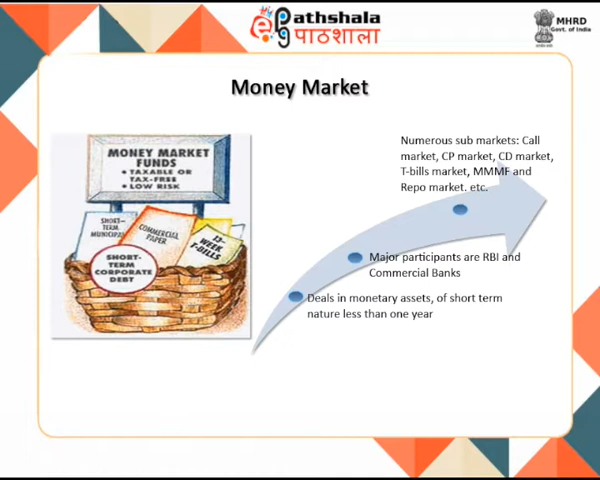 ePathshala
पाठशाला
MHRD
Govt. of India
Money Market
MONEY MARKET
FUNDS
• TAXABLE OR
TAX-FREE
• LOW RISK
SHORT-
TERM
MUNICIPAL
COMMERCIAL
PAPER
13-
WEEK
T-BILLS
SHORT-
TERM
CORPORATE
DEBT
Numerous sub markets: Call
market, CP market, CD market,
T-bills market, MMMF and
Repo market. etc.
Major participants are RBI and
Commercial Banks
Deals in monetary assets, of short term
nature less than one year